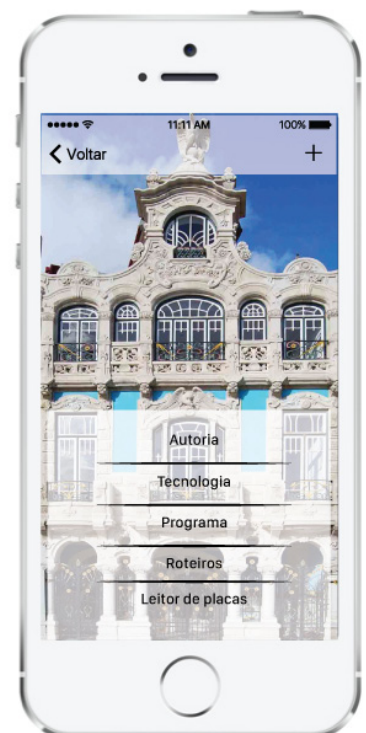 11:11 AM 100%
Voltar +
Autoria
Tecnologia
Programa
Roteiros
Leitor de placas